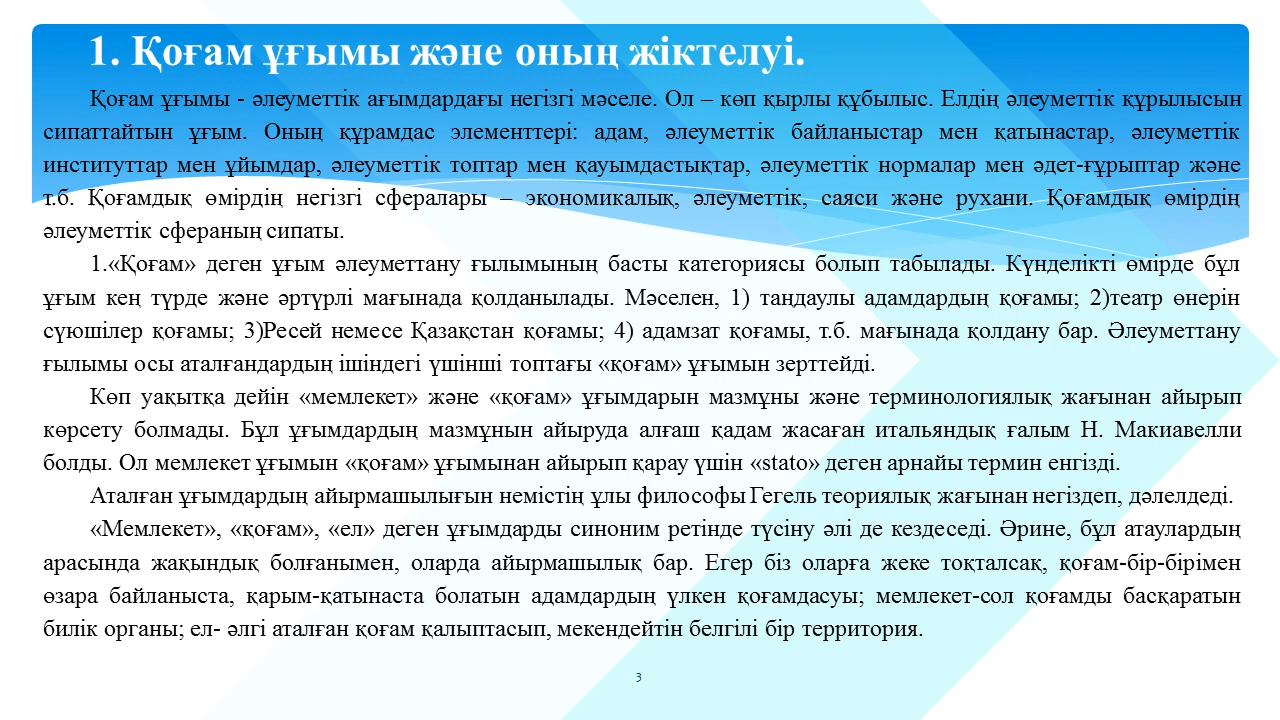 1. Қоғам ұғымы және оның жіктелуі.
Қоғам ұғымы - әлеуметтік ағымдардағы негізгі мәселе. Ол – көп қырлы құбылыс. Елдің әлеуметтік құрылысын
сипаттайтын ұғым. Оның құрамдас элементтері: адам, әлеуметтік байланыстар мен қатынастар, әлеуметтік
институттар мен ұйымдар, әлеуметтік топтар мен қауымдастықтар, әлеуметтік нормалар мен әдет-ғұрыптар және
т.б. Қоғамдық өмірдің негізгі сфералары – экономикалық, әлеуметтік, саяси және рухани. Қоғамдық өмірдің
әлеуметтік сфераның сипаты.
1.«Қоғам» деген ұғым әлеуметтану ғылымының басты категориясы болып табылады. Күнделікті өмірде бұл
ұғым кең түрде және әртүрлі мағынада қолданылады. Мәселен, 1) таңдаулы адамдардың қоғамы; 2)театр өнерін
сүюшілер қоғамы; 3)Ресей немесе Қазақстан қоғамы; 4) адамзат қоғамы, т.б. мағынада қолдану бар. Әлеуметтану
ғылымы осы аталғандардың ішіндегі үшінші топтағы «қоғам» ұғымын зерттейді.
Көп уақытқа дейін «мемлекет» және «қоғам» ұғымдарын мазмұны және терминологиялық жағынан айырып
көрсету болмады. Бұл ұғымдардың мазмұнын айыруда алғаш қадам жасаған итальяндық ғалым Н. Макиавелли
болды. Ол мемлекет ұғымын «қоғам» ұғымынан айырып қарау үшін «stato» деген арнайы термин енгізді.
Аталған ұғымдардың айырмашылығын немістің ұлы философы Гегель теориялық жағынан негіздеп, дәлелдеді.
«Мемлекет», «қоғам», «ел» деген ұғымдарды синоним ретінде түсіну әлі де кездеседі. Әрине, бұл атаулардың
арасында жақындық болғанымен, оларда айырмашылық бар. Егер біз оларға жеке тоқталсақ, қоғам-бір-бірімен
өзара байланыста, қарым-қатынаста болатын адамдардың үлкен қоғамдасуы; мемлекет-сол қоғамды басқаратын
билік органы; ел- әлгі аталған қоғам қалыптасып, мекендейтін белгілі бір территория.
3